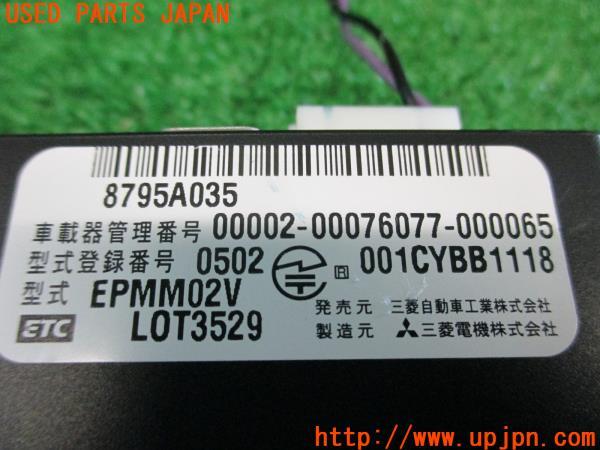 USED PARTS JAPAN
8795A035
車載器管理番号 00002-00076077-000065
型式登録番号 0502 R 001CYBB1118
型式 EPMM02V
ETC LOT3529
発売元 三菱自動車工業株式会社
製造元 三菱電機株式会社
http://www.upjpn.com/